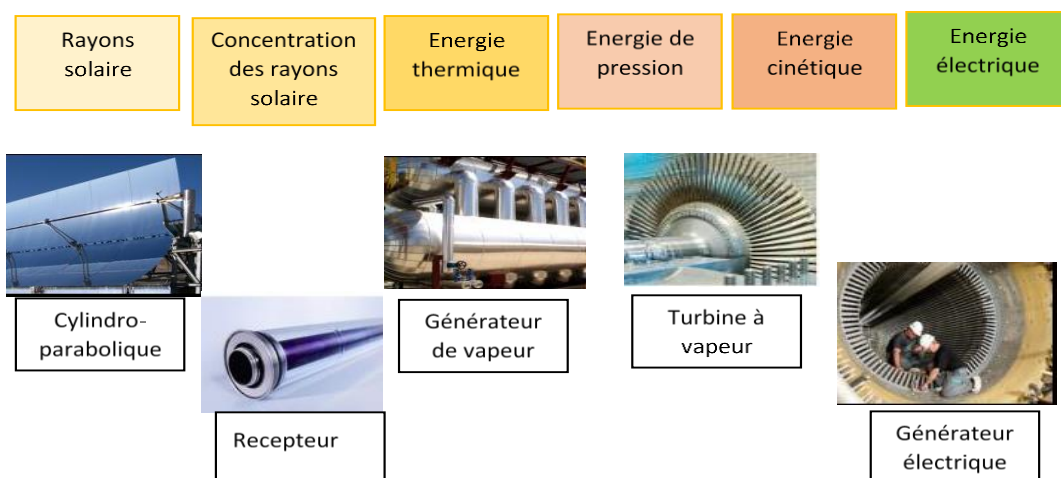 Rayons
solaire
Concentration
des rayons
solaire
Energie
thermique
Energie de
pression
Energie
cinétique
Energie
électrique
Cylindro-
parabolique
Recepteur
Générateur
de vapeur
Turbine à
vapeur
Générateur
électrique